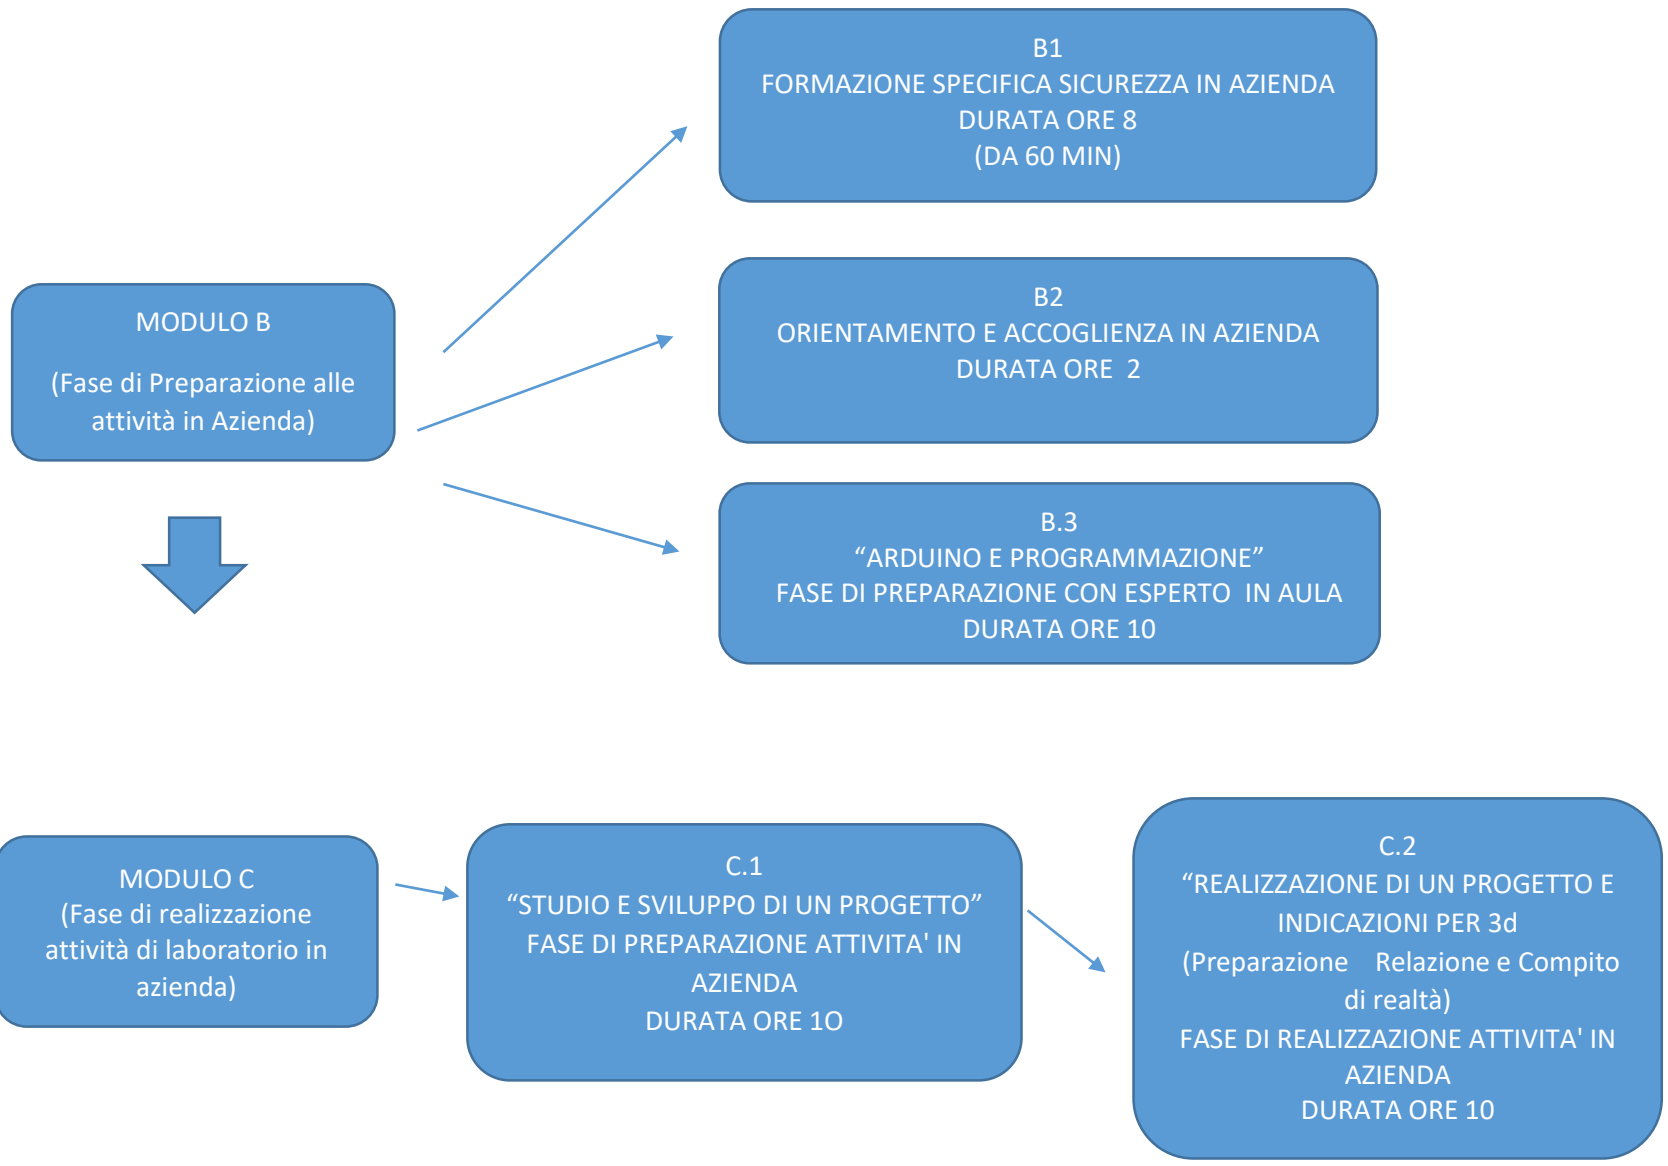 B1
FORMAZIONE SPECIFICA SICUREZZA IN AZIENDA
DURATA ORE 8
(DA 60 MIN)
MODULO B
(Fase di Preparazione alle
attività in Azienda)
B2
ORIENTAMENTO E ACCOGLIENZA IN AZIENDA
DURATA ORE  2
B.3
“ARDUINO E PROGRAMMAZIONE”
FASE DI PREPARAZIONE CON ESPERTO  IN AULA
DURATA ORE 10
MODULO C
(Fase di realizzazione
attività di laboratorio in
azienda)
C.1
“STUDIO E SVILUPPO DI UN PROGETTO”
FASE DI PREPARAZIONE ATTIVITA' IN
AZIENDA
DURATA ORE 1O
C.2
“REALIZZAZIONE DI UN PROGETTO E
INDICAZIONI PER 3d
(Preparazione    Relazione e Compito
di realtà)
FASE DI REALIZZAZIONE ATTIVITA' IN
AZIENDA
DURATA ORE 10